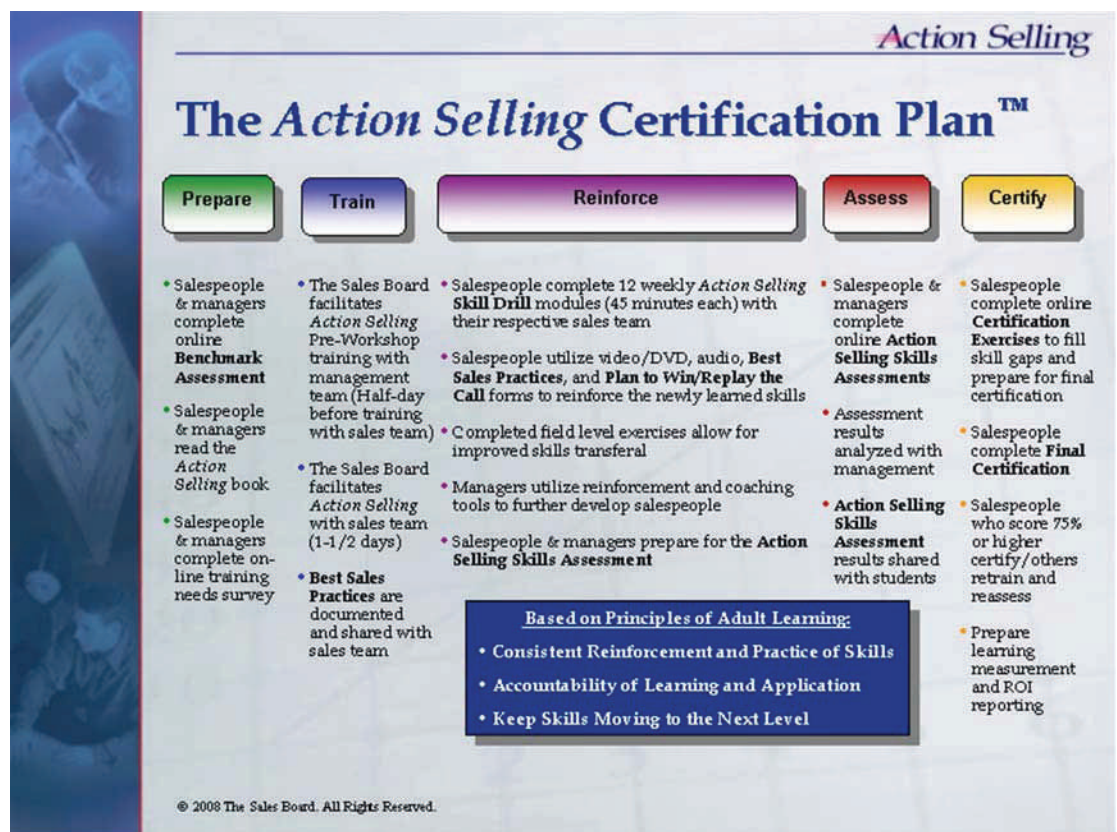 Action Selling
The Action Selling Certification Plan™
Prepare
• Salespeople
& managers
complete
online
Benchmark
Assessment
• Salespeople
& managers
read the
Action
Selling book
• Salespeople
& managers
complete on-
line training
needs survey
Train
• The Sales Board
facilitates
Action Selling
Pre-Workshop
training with
management
team (Half-day
before training
with sales team)
• The Sales Board
facilitates
Action Selling
with sales team
(1-1/2 days)
• Best Sales
Practices are
documented
and shared with
sales team
Reinforce
• Salespeople complete 12 weekly Action Selling
Skill Drill modules (45 minutes each) with
their respective sales team
• Salespeople utilize video/DVD, audio, Best
Sales Practices, and Plan to Win/Replay the
Call forms to reinforce the newly learned skills
• Completed field level exercises allow for
improved skills transferal
• Managers utilize reinforcement and coaching
tools to further develop salespeople
• Salespeople & managers prepare for the Action
Selling Skills Assessment
Assess
• Salespeople &
managers
complete
online Action
Selling Skills
Assessments
• Assessment
results
analyzed with
management
• Action Selling
Skills
Assessment
results shared
with students
Certify
• Salespeople
complete online
Certification
Exercises to fill
skill gaps and
prepare for final
certification
• Salespeople
complete Final
Certification
• Salespeople
who score 75%
or higher
certify/others
retrain and
reassess
• Prepare
learning
measurement
and ROI
reporting
Based on Principles of Adult Learning:
• Consistent Reinforcement and Practice of Skills
• Accountability of Learning and Application
• Keep Skills Moving to the Next Level
© 2008 The Sales Board. All Rights Reserved.